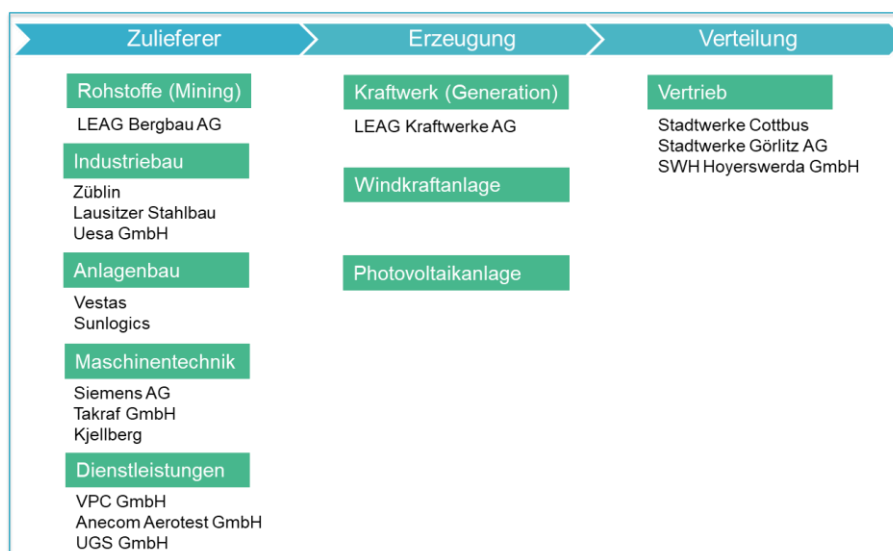 Zulieferer
Erzeugung
Verteilung
Rohstoffe (Mining)
LEAG Bergbau AG
Industriebau
Züblin
Lausitzer Stahlbau
Uesa GmbH
Anlagenbau
Vestas
Sunlogics
Maschinentechnik
Siemens AG
Takraf GmbH
Kjellberg
Dienstleistungen
VPC GmbH
Anecom Aerotest GmbH
UGS GmbH
Kraftwerk (Generation)
LEAG Kraftwerke AG
Windkraftanlage
Photovoltaikanlage
Vertrieb
Stadtwerke Cottbus
Stadtwerke Görlitz AG
SWH Hoyerswerda GmbH